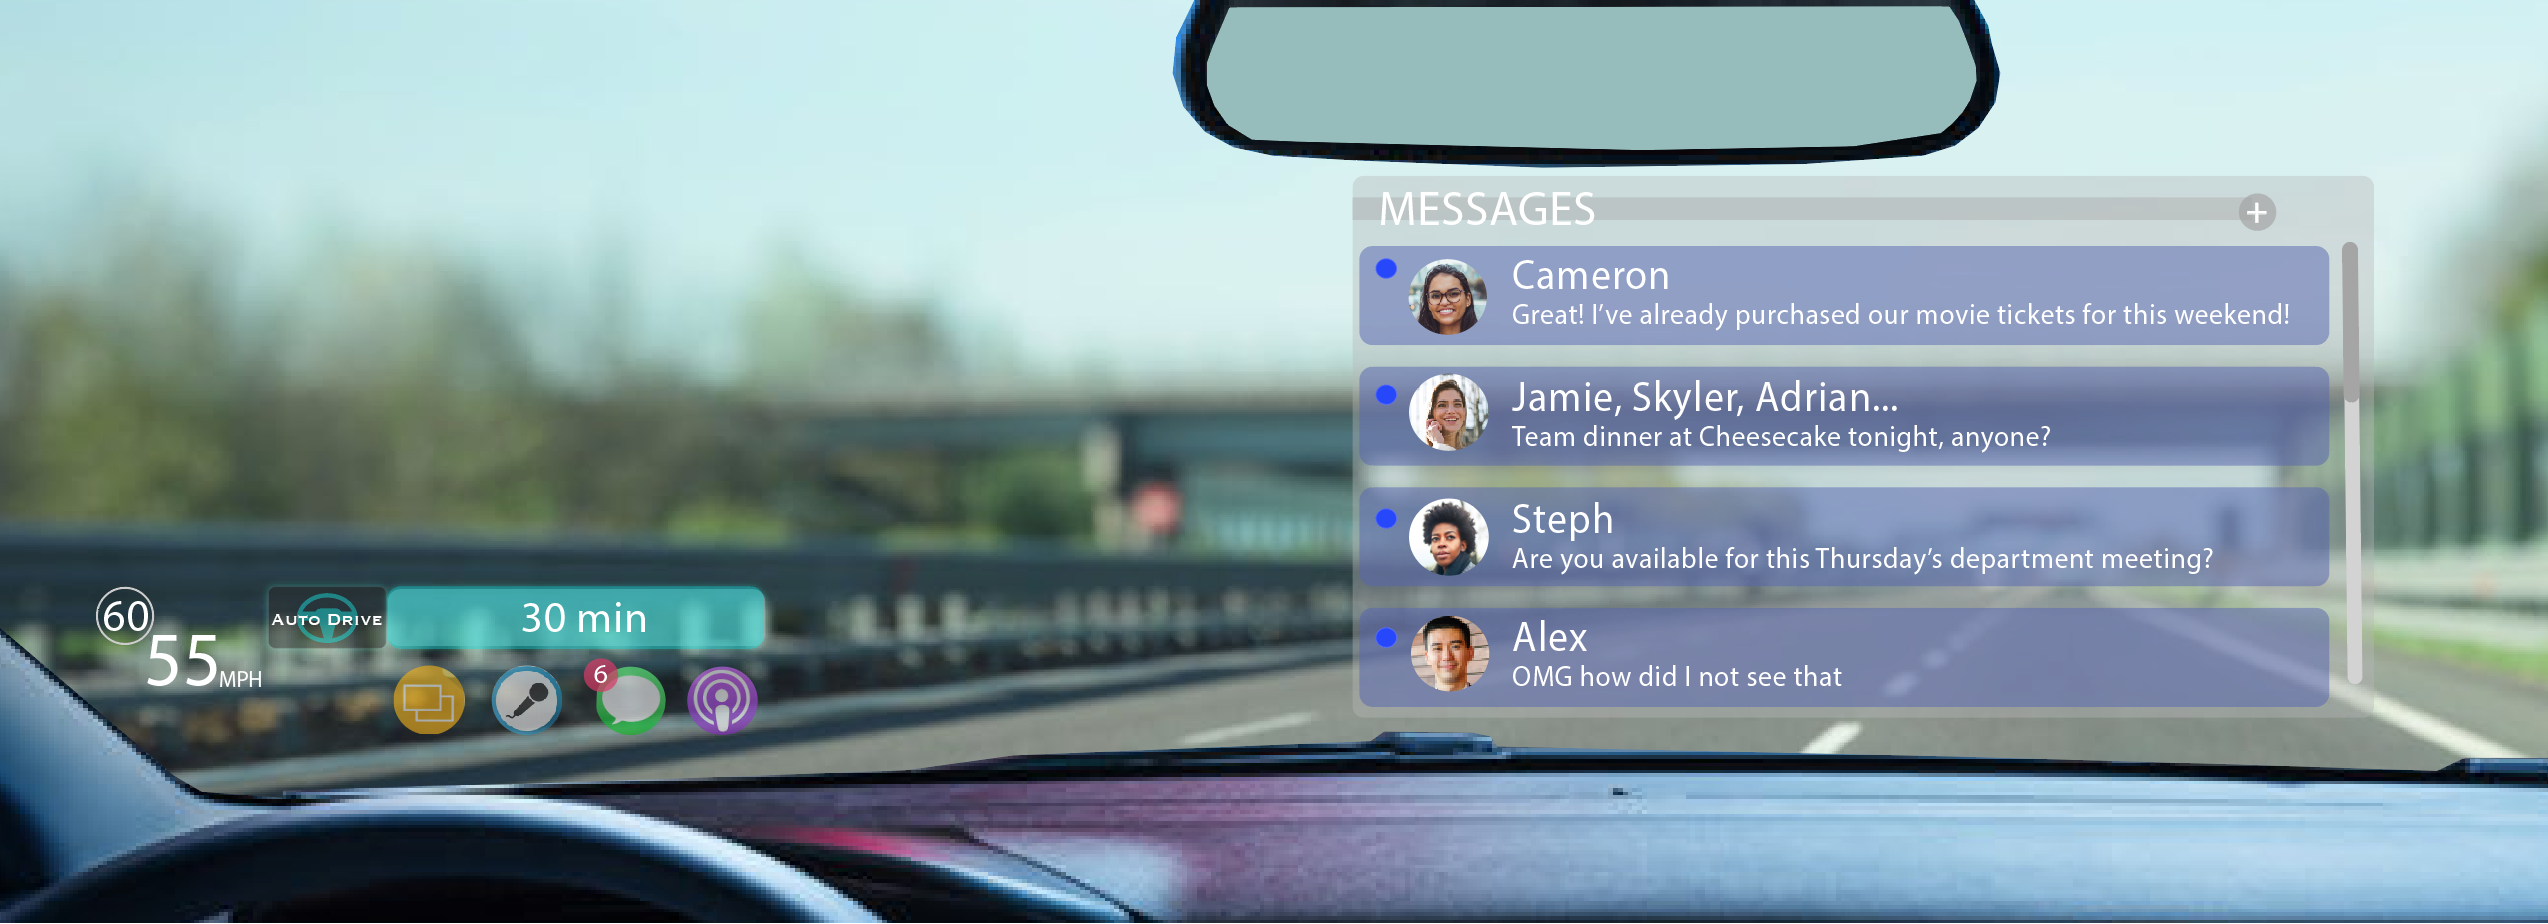 MESSAGES
+
Cameron
Great! I’ve already purchased our movie tickets for this weekend!
Jamie, Skyler, Adrian...
Team dinner at Cheesecake tonight, anyone?
Steph
Are you available for this Thursday’s department meeting?
Alex
OMG how did I not see that
60
55 MPH
AUTO DRIVE
30 min
6